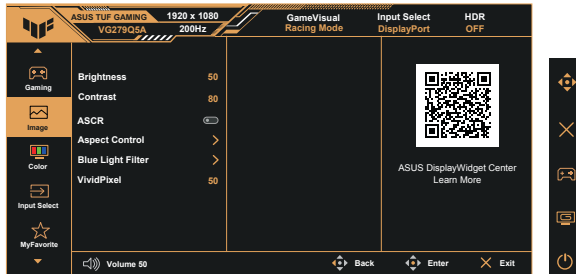 ASUS TUF GAMING 1920 x 1080
VG279Q5A 200Hz
GameVisual Input Select HDR
Racing Mode DisplayPort OFF
Gaming
Image
Color
Input Select
MyFavorite
Brightness 50
Contrast 80
ASCR
Aspect Control
Blue Light Filter
VividPixel 50
ASUS DisplayWidget Center
Learn More
Volume 50 Back Enter Exit